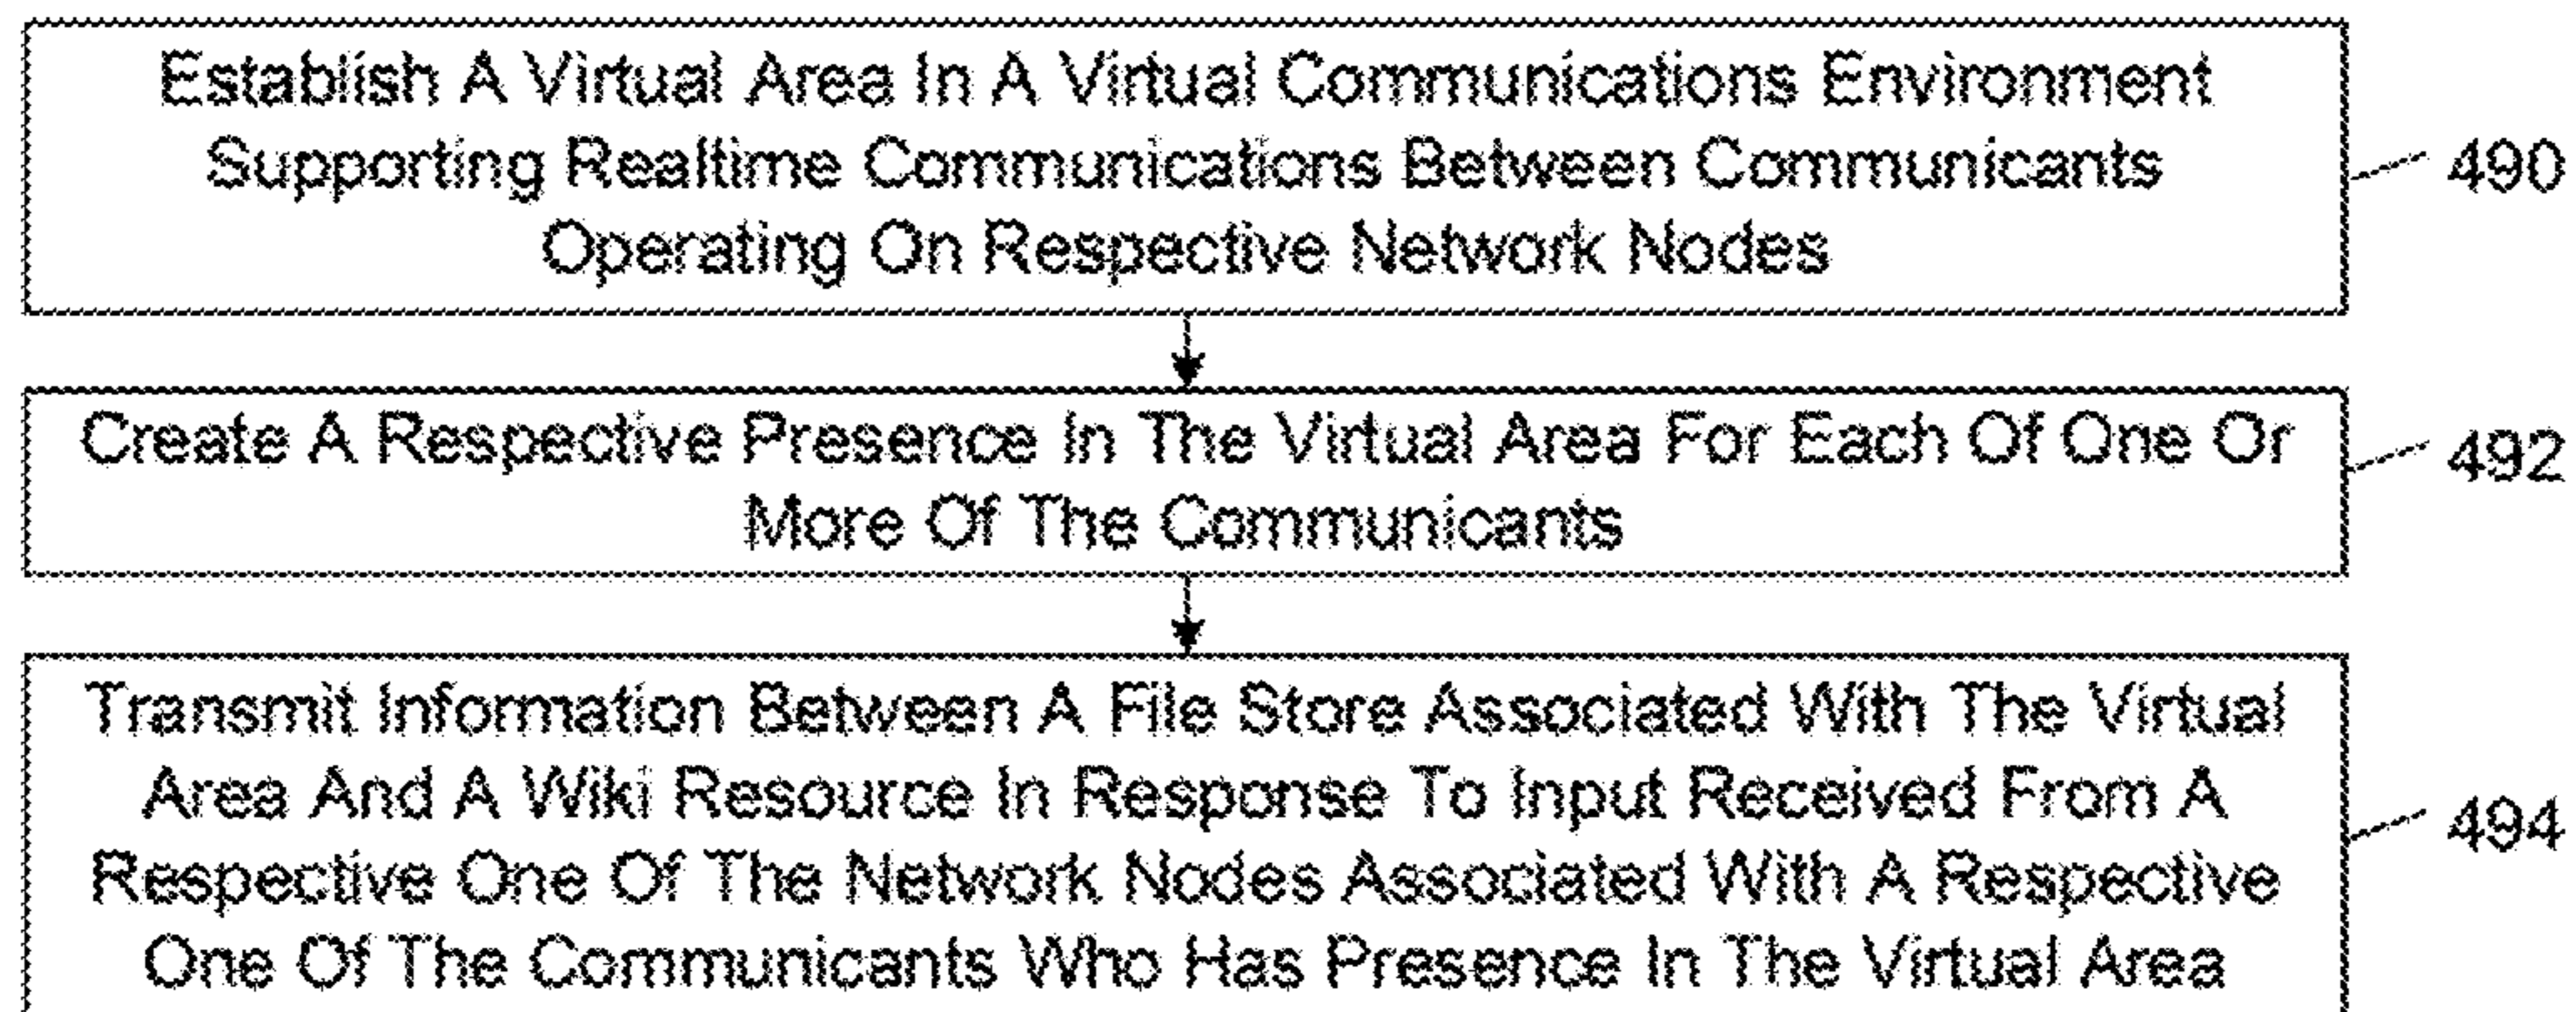 Establish A Virtual Area In A Virtual Communications Environment
Supporting Realtime Communications Between Communicants
Operating On Respective Network Nodes
490
Create A Respective Presence In The Virtual Area For Each Of One Or
More Of The Communicants
492
Transmit Information Between A File Store Associated With The Virtual
Area And A Wiki Resource In Response To Input Received From A
Respective One Of The Network Nodes Associated With A Respective
One Of The Communicants Who Has Presence In The Virtual Area
494